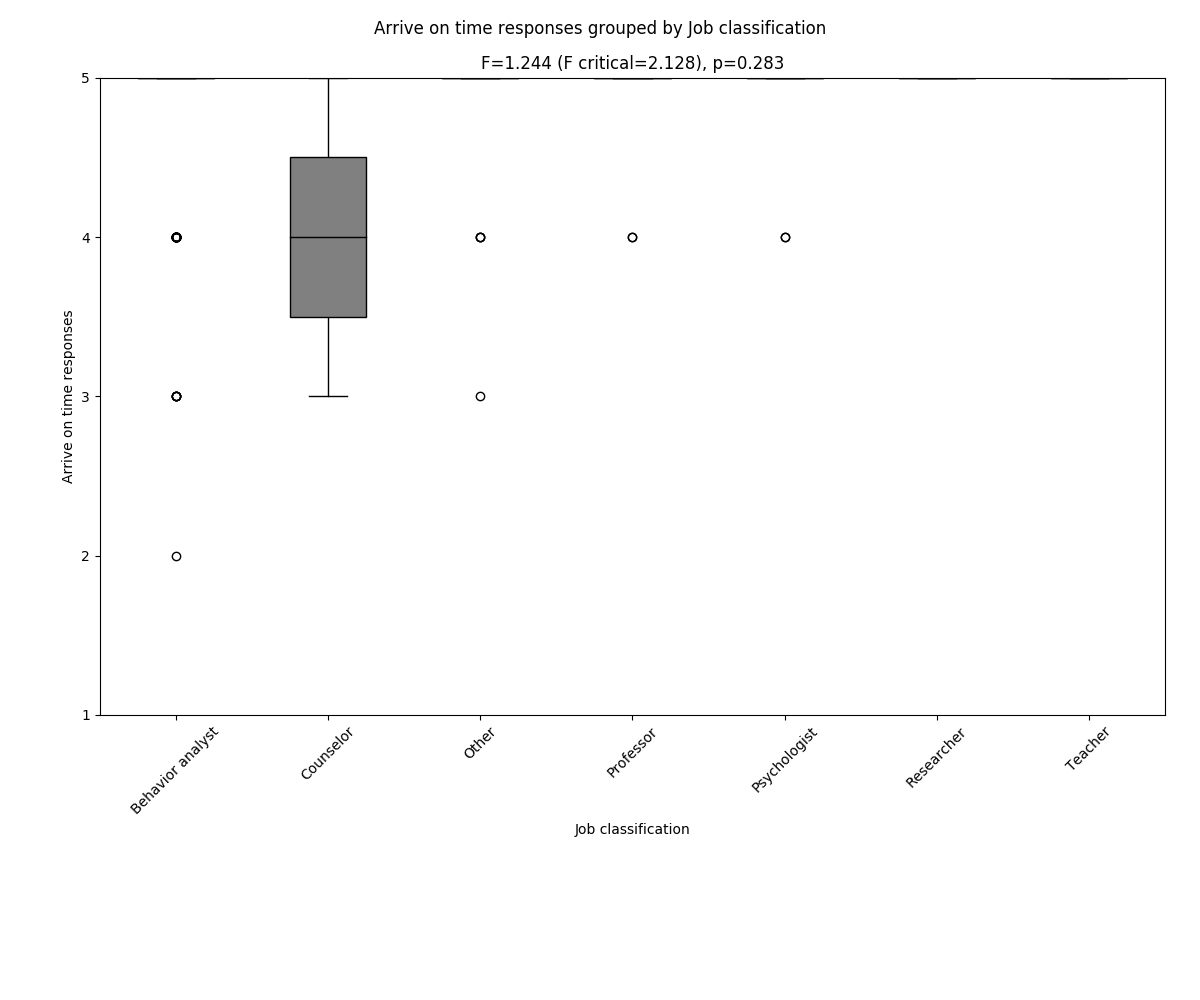 Arrive on time responses grouped by Job classification
F=1.244 (F critical=2.128), p=0.283
5
4
3
2
1
Arrive on time responses
Behavior analyst
Counselor
Other
Professor
Psychologist
Researcher
Teacher
Job classification